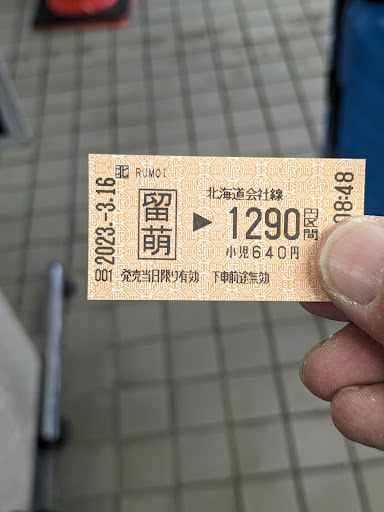 北 RUMOI
北海道会社線
留萌 ▶ 1290円区間
小児640円
001 発売当日限り有効 下車前途無効
2023.-3.16
08:48